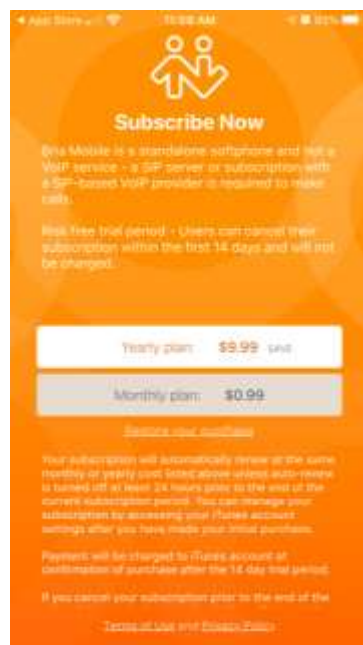 App Store
11:08 AM
Subscribe Now
Bria Mobile is a standalone softphone and not a
VoIP service - a SIP server or subscription with
a SIP-based VoIP provider is required to make
calls.
Risk free trial period - Users can cancel their
subscription within the first 14 days and will not
be charged.
Yearly plan: $9.99
Monthly plan: $0.99
Restore your purchase
Your subscription will automatically renew at the same
monthly or yearly cost listed above unless auto-renew
is turned off at least 24 hours prior to the end of the
current subscription period. You can manage your
subscription by accessing your iTunes account
settings after you have made your initial purchase.
Payment will be charged to iTunes account at
confirmation of purchase after the 14 day trial period.
If you cancel your subscription prior to the end of the
Terms of Use and Privacy Policy